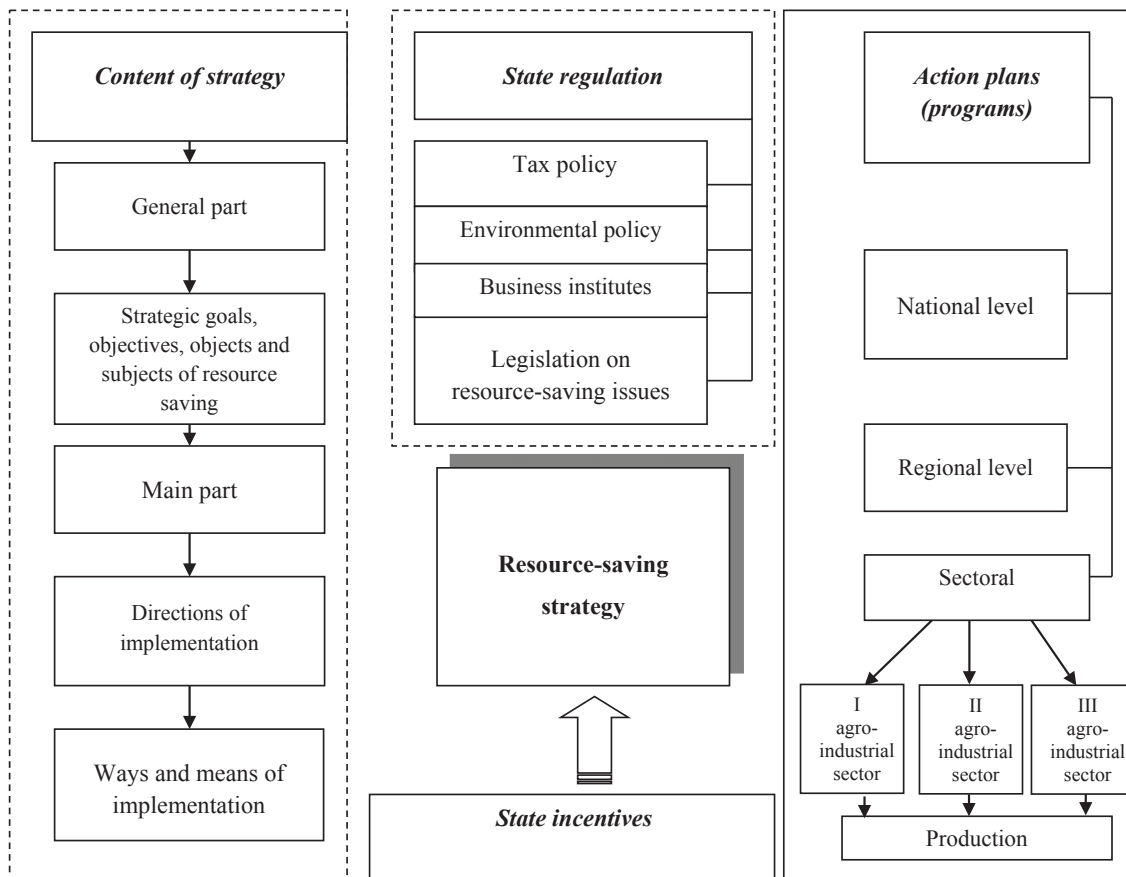 Content of strategy
General part
Strategic goals,
objectives, objects and
subjects of resource
saving
Main part
Directions of
implementation
Ways and means of
implementation
State regulation
Tax policy
Environmental policy
Business institutes
Legislation on
resource-saving issues
Resource-saving
strategy
State incentives
Action plans
(programs)
National level
Regional level
Sectoral
I
agro-
industrial
sector
II
agro-
industrial
sector
III
agro-
industrial
sector
Production